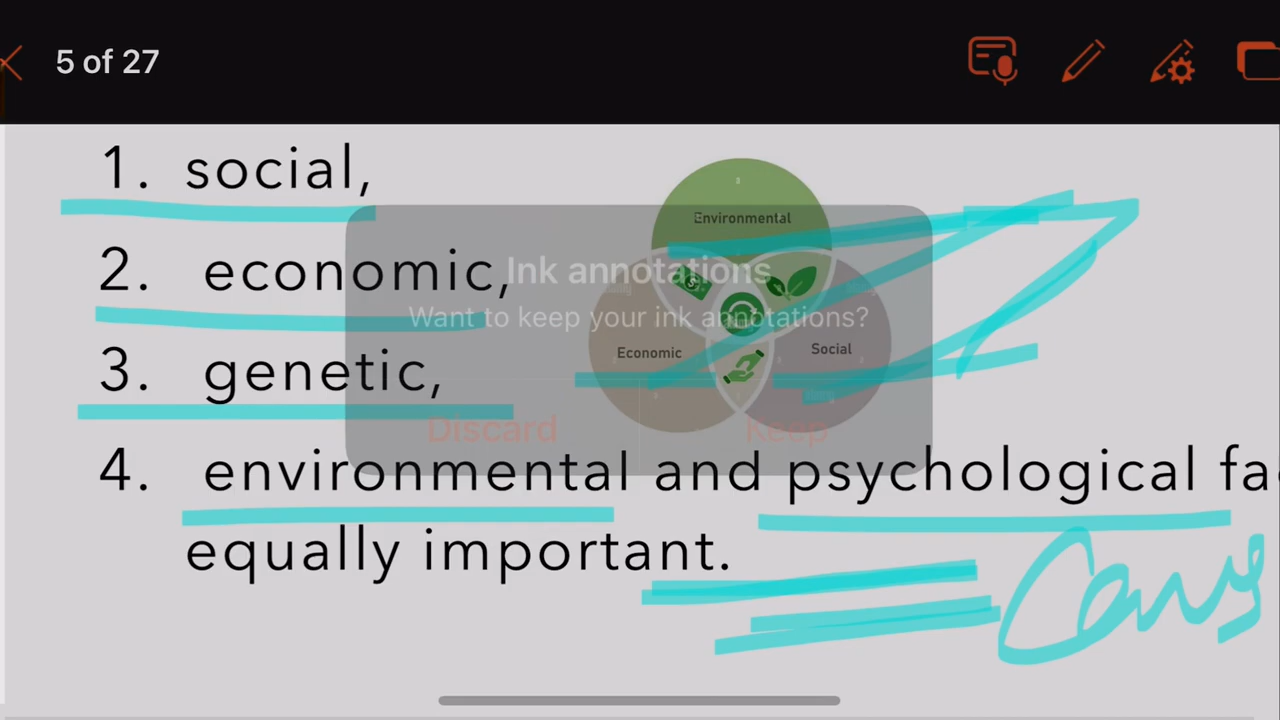 5 of 27
1. social,
Environmental
2. economic,
Ink annotations
Want to keep your ink annotations?
Economic
Social
3. genetic,
Discard
Keep
4. environmental and psychological
equally important.